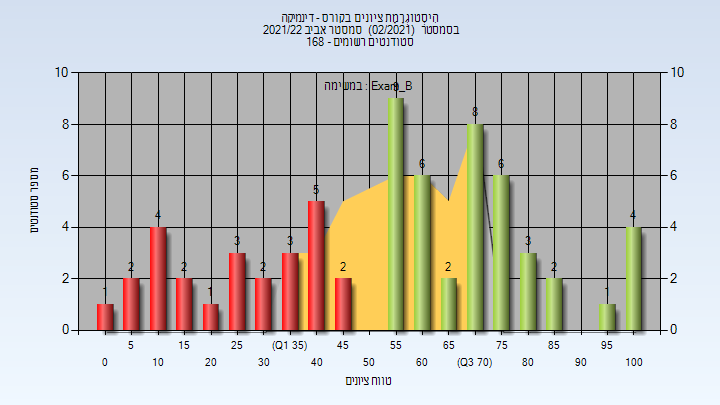 היסטוגרמת ציונים בקורס - דינמיקה
בסמסטר (02/2021) סמסטר אביב 2021/22
סטודנטים רשומים - 168
במשימה : Exam_B
מספר סטודנטים
10 10
8 8
6 6
4 4
2 2
0 0
1 2 4 2 1 3 2 3 5 2 9 6 2 8 6 3 2 1 4
5 15 25 (Q1 35) 45 55 65 75 85 95
0 10 20 30 40 50 60 (Q3 70) 80 90 100
טווח ציונים